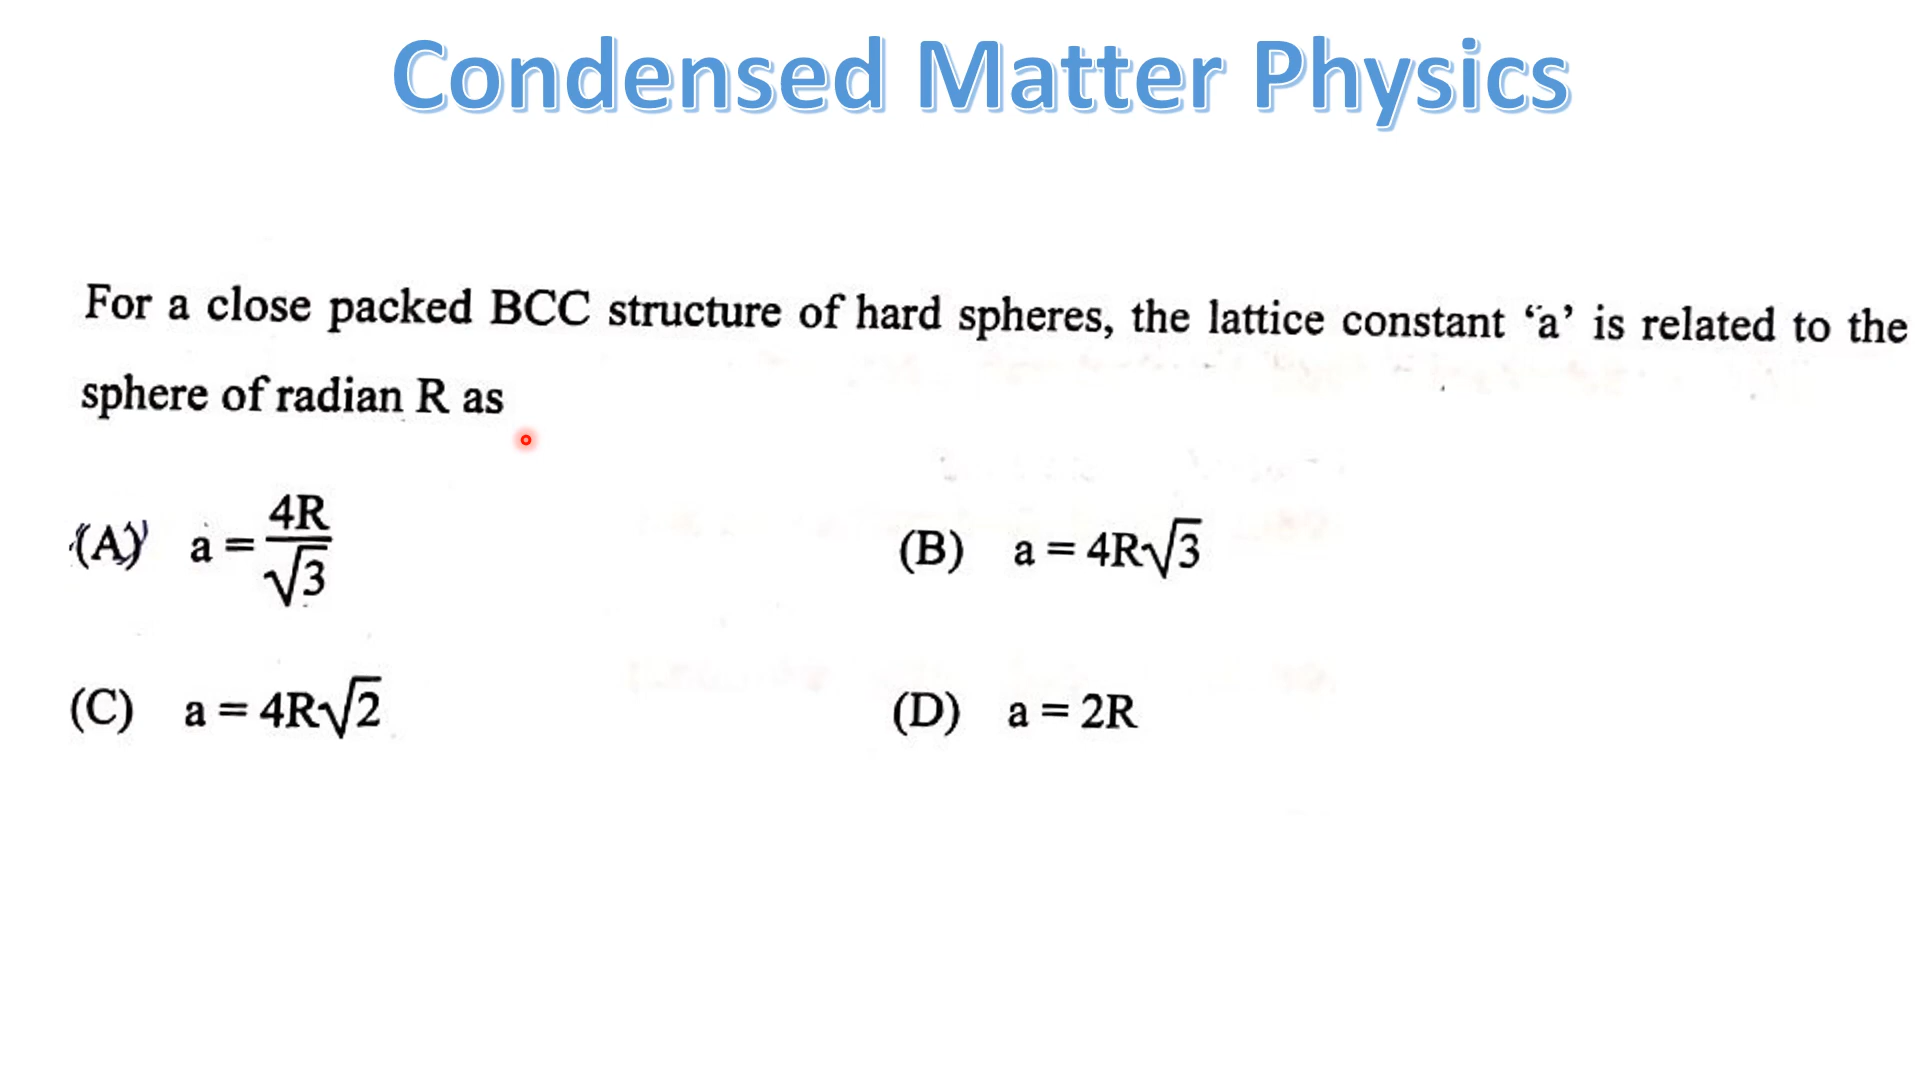 Condensed Matter Physics
For a close packed BCC structure of hard spheres, the lattice constant ‘a’ is related to the
sphere of radian R as
(A) a = 4R/√3
(B) a = 4R√3
(C) a = 4R√2
(D) a = 2R